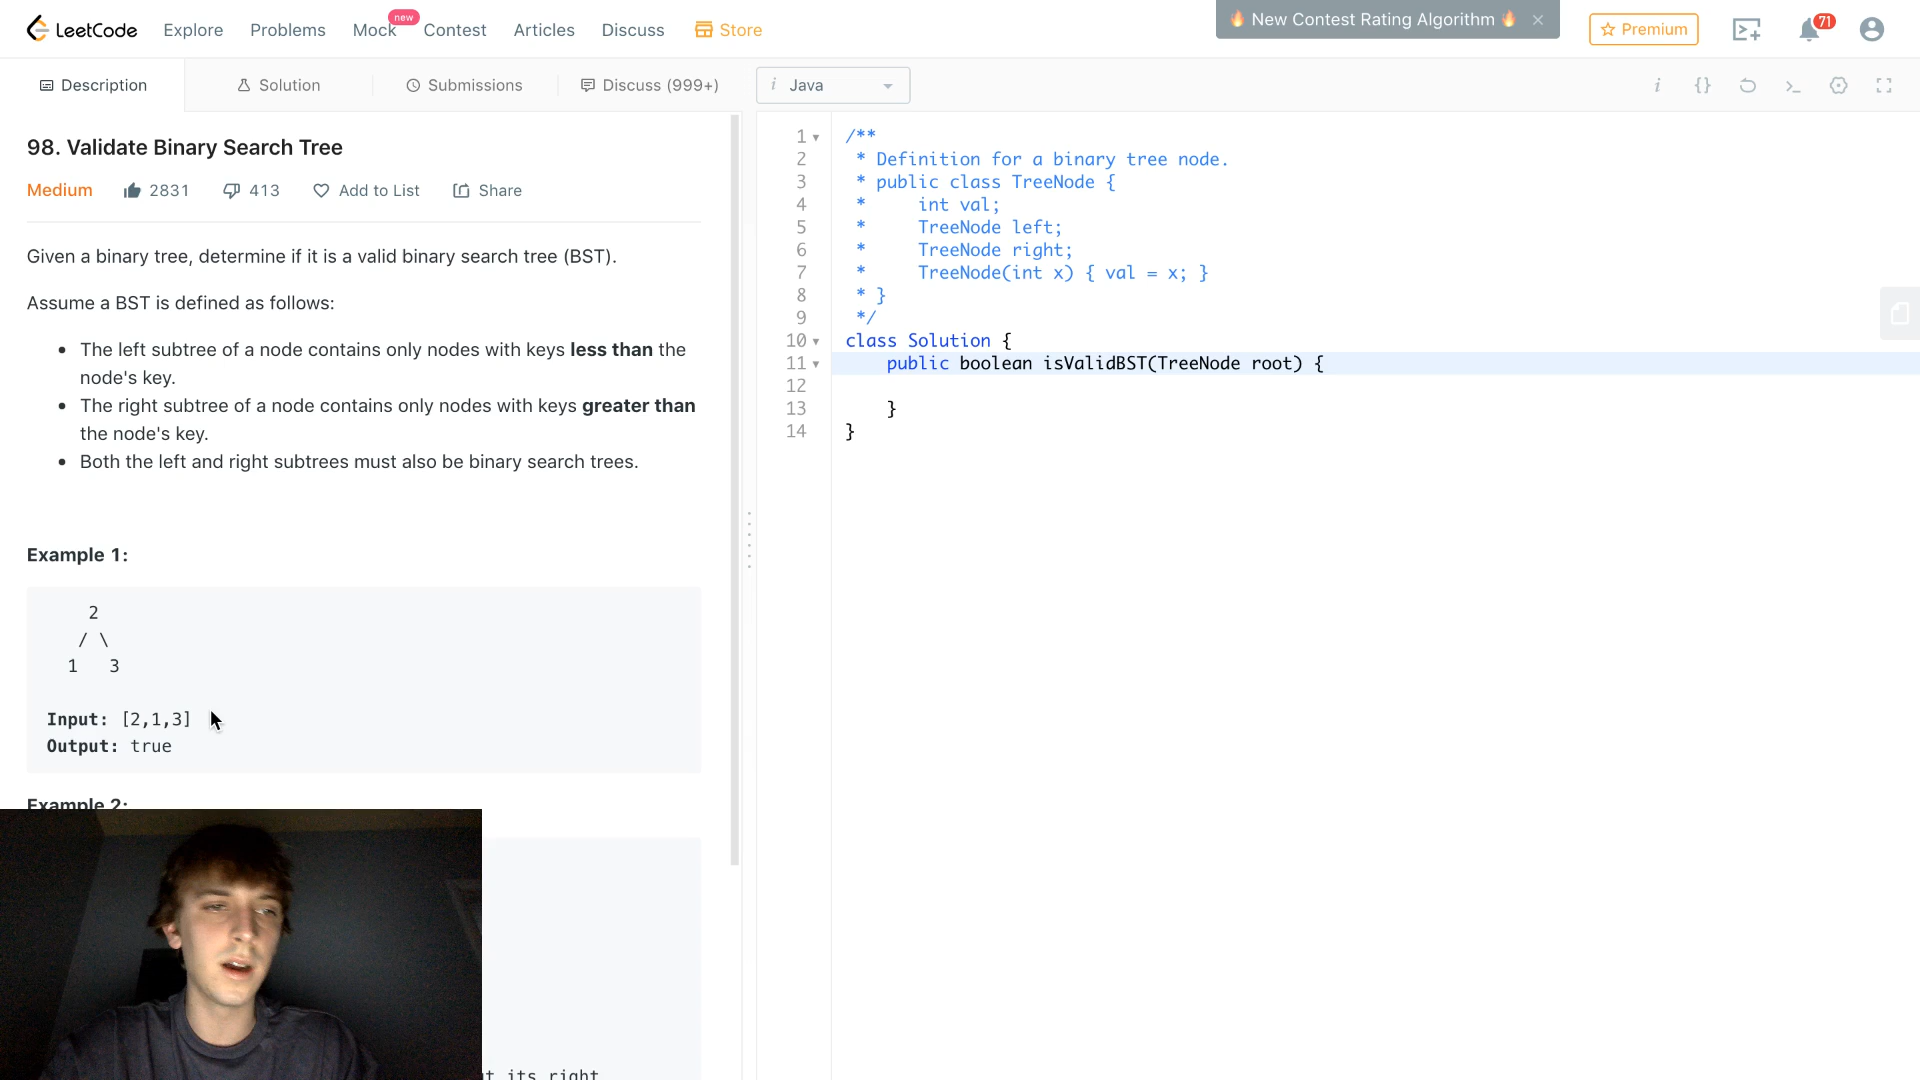 LeetCode Explore Problems Mock new Contest Articles Discuss Store 🔥 New Contest Rating Algorithm 🔥 × Premium 71
Description Solution Submissions Discuss (999+) i Java i {}
98. Validate Binary Search Tree
Medium 2831 413 Add to List Share
Given a binary tree, determine if it is a valid binary search tree (BST).
Assume a BST is defined as follows:
• The left subtree of a node contains only nodes with keys less than the
node's key.
• The right subtree of a node contains only nodes with keys greater than
the node's key.
• Both the left and right subtrees must also be binary search trees.
Example 1:
2
/ \
1 3
Input: [2,1,3]
Output: true
Example 2:
its right
1 /**
2 * Definition for a binary tree node.
3 * public class TreeNode {
4 * int val;
5 * TreeNode left;
6 * TreeNode right;
7 * TreeNode(int x) { val = x; }
8 * }
9 */
10 class Solution {
11 public boolean isValidBST(TreeNode root) {
12
13 }
14 }